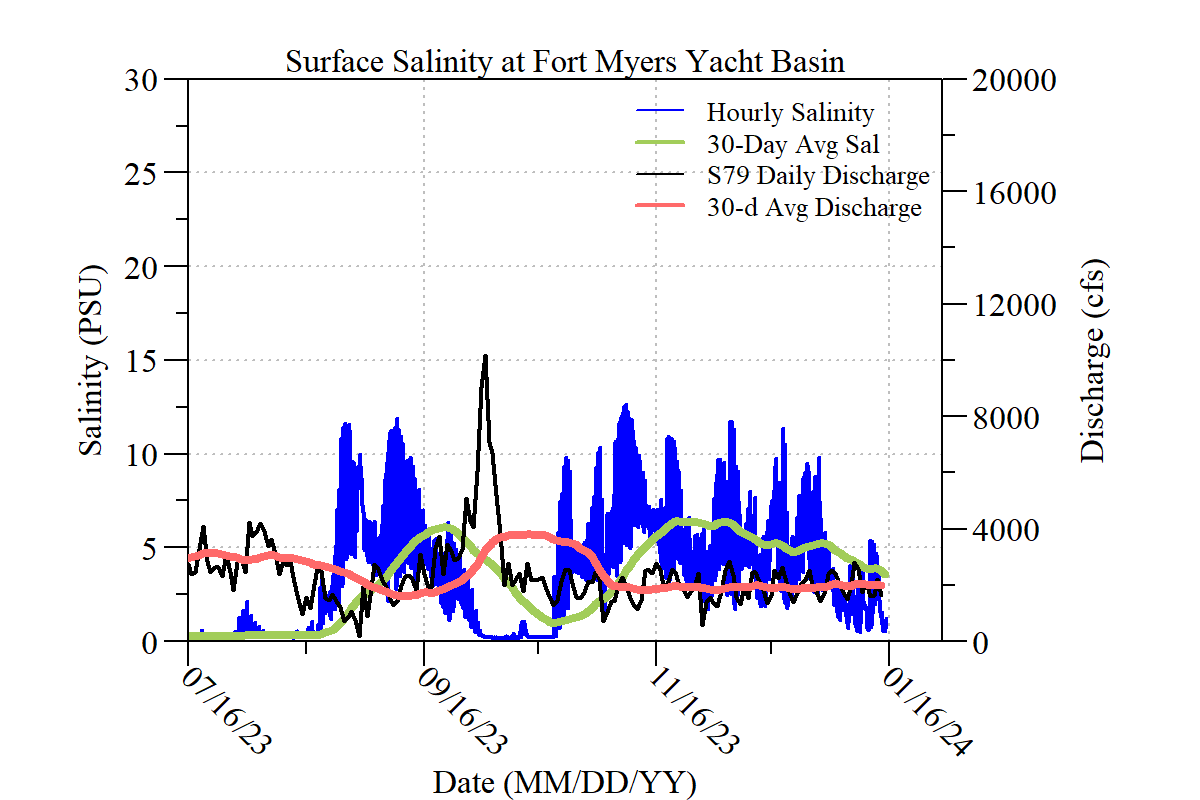 Surface Salinity at Fort Myers Yacht Basin
Hourly Salinity
30-Day Avg Sal
S79 Daily Discharge
30-d Avg Discharge
30
25
20
15
10
5
0
Salinity (PSU)
20000
16000
12000
8000
4000
0
Discharge (cfs)
07/16/23
09/16/23
11/16/23
01/16/24
Date (MM/DD/YY)